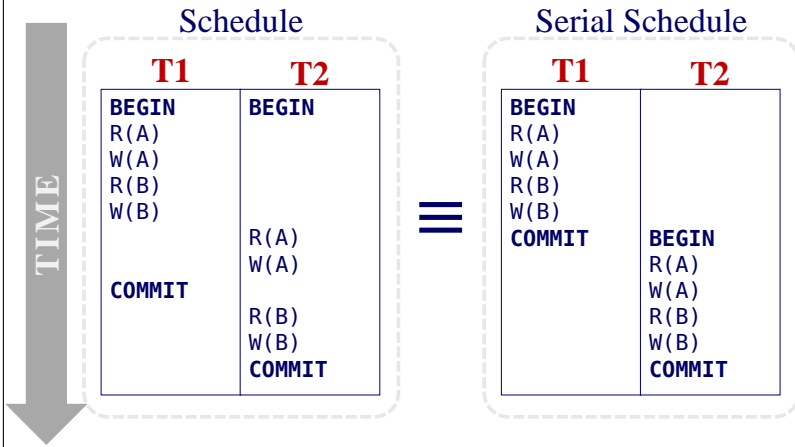 Schedule
Serial Schedule
TIME
T1 T2
BEGIN BEGIN
R(A)
W(A)
R(B)
W(B)
R(A)
W(A)
COMMIT
R(B)
W(B)
COMMIT
≡
T1 T2
BEGIN
R(A)
W(A)
R(B)
W(B)
COMMIT BEGIN
R(A)
W(A)
R(B)
W(B)
COMMIT